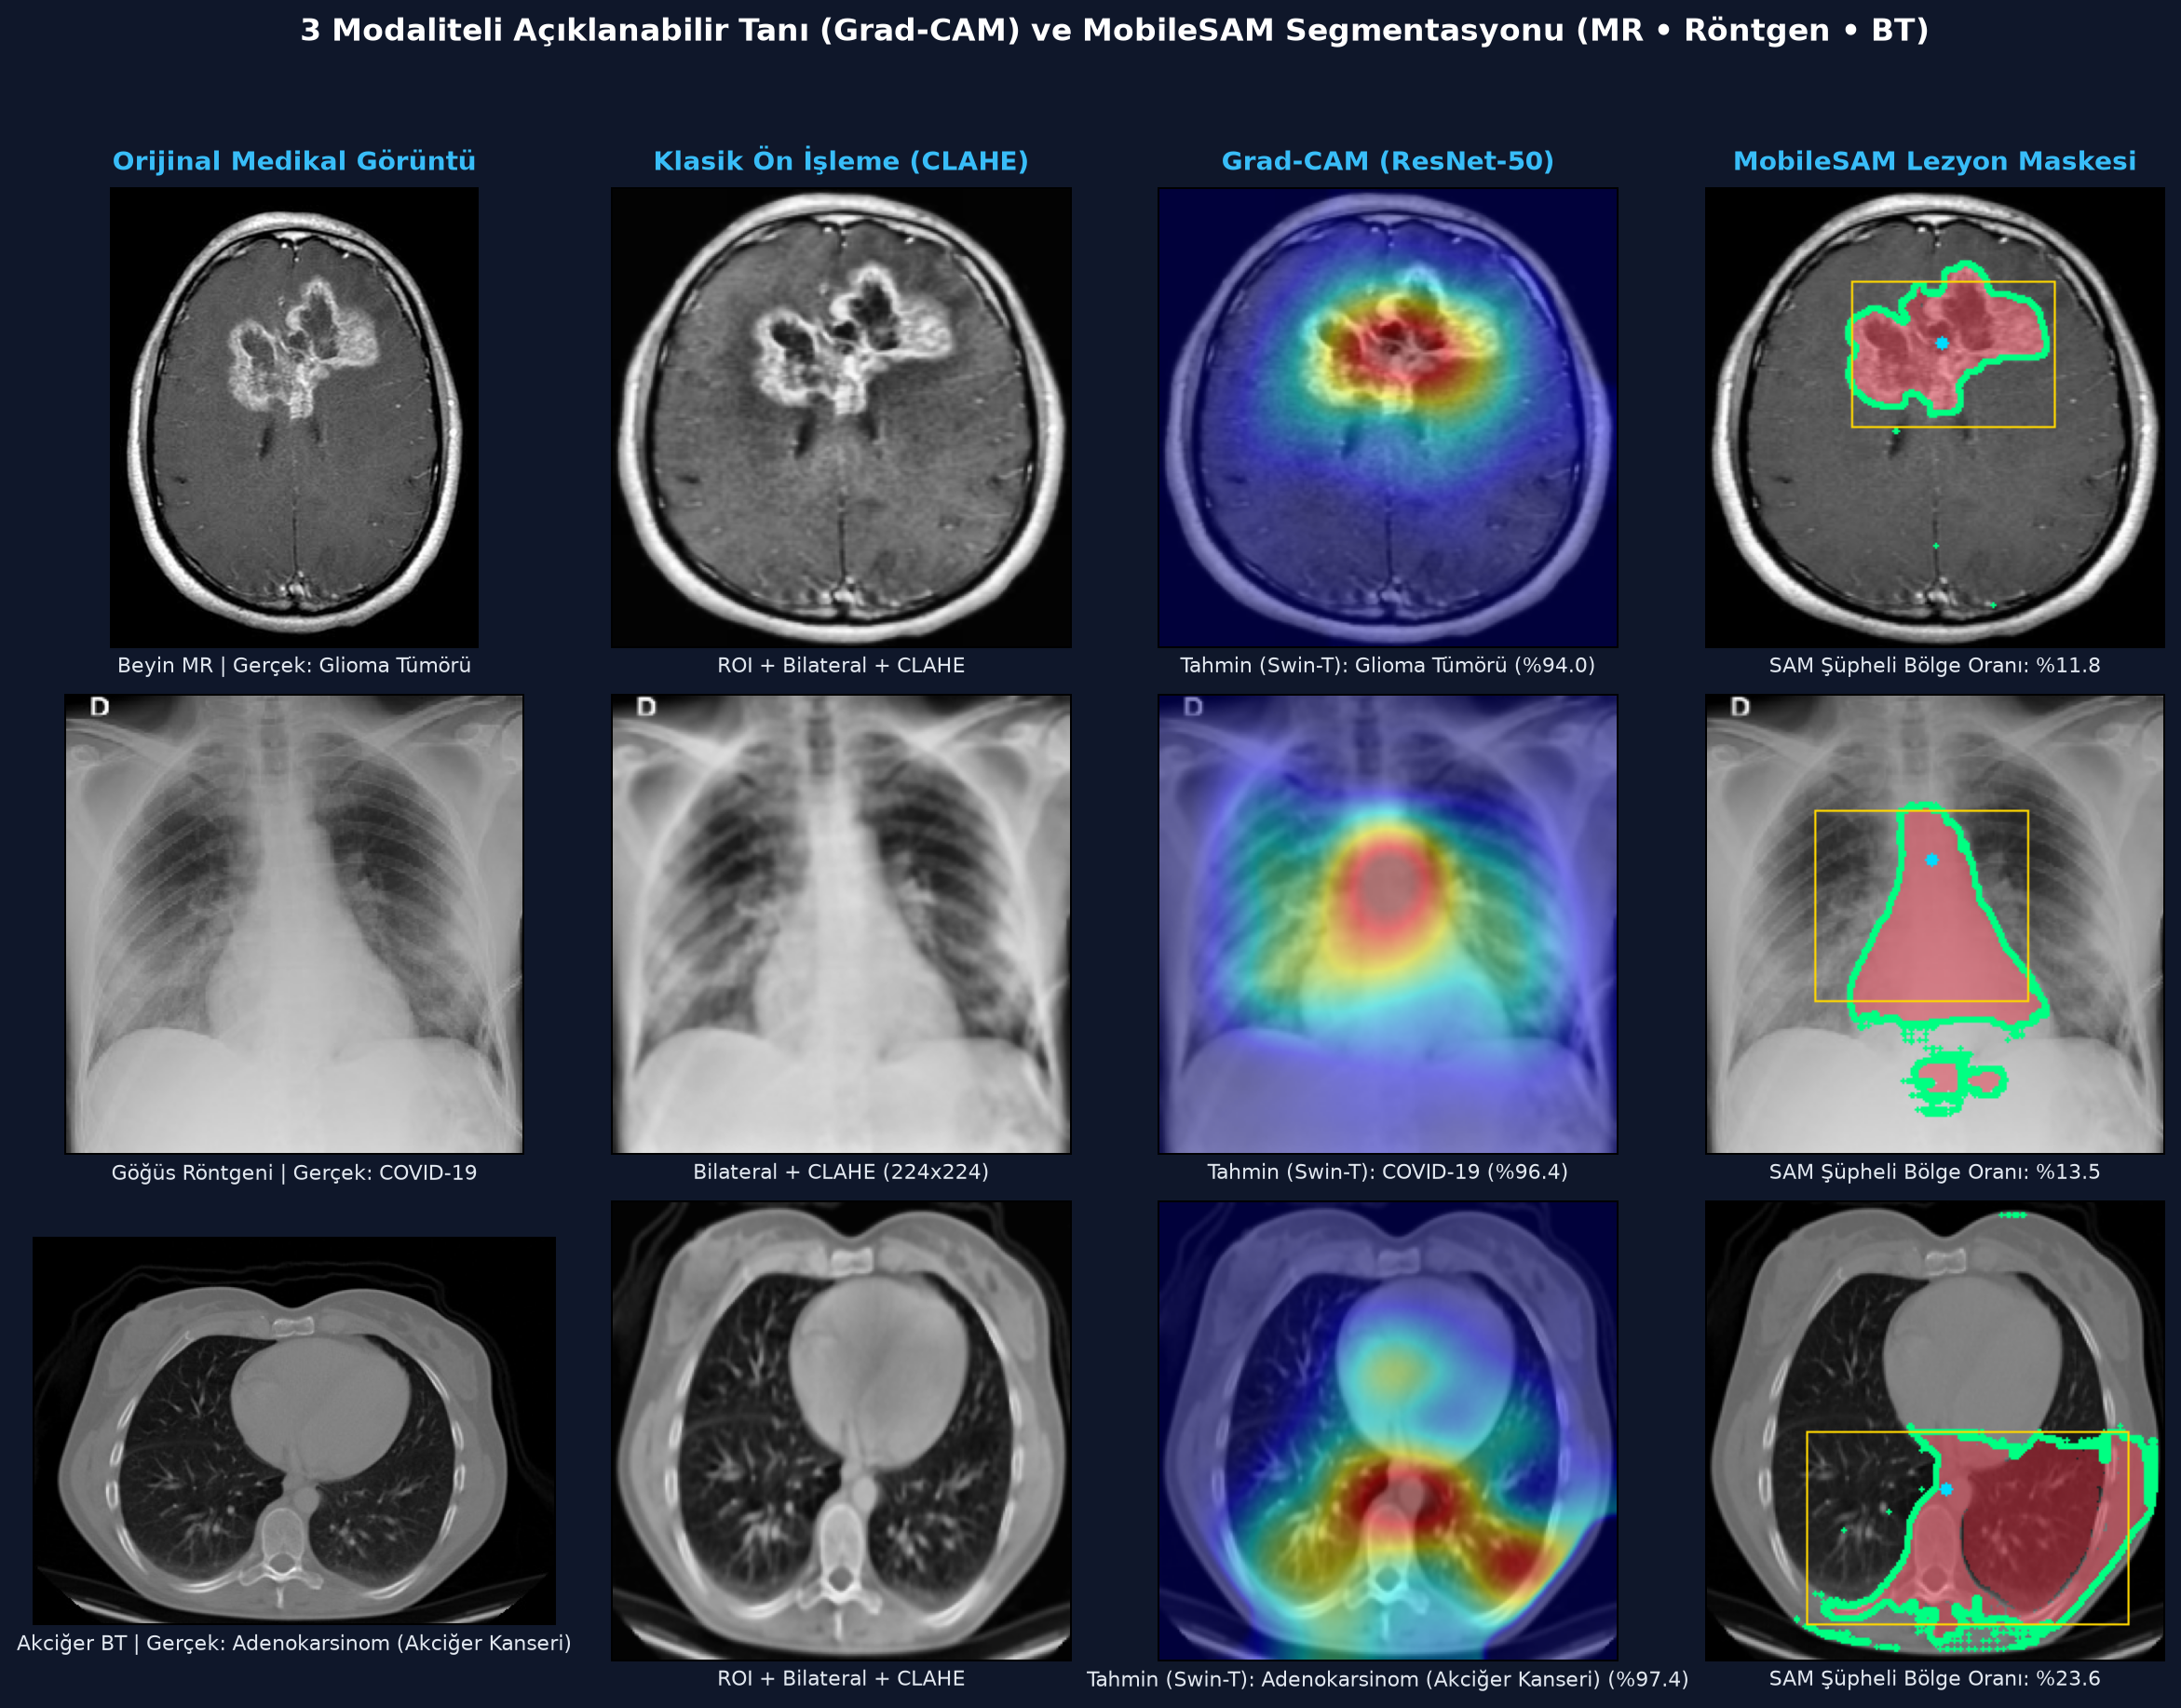 3 Modaliteli Açıklanabilir Tanı (Grad-CAM) ve MobileSAM Segmentasyonu (MR • Röntgen • BT)
Orijinal Medikal Görüntü
Klasik Ön İşleme (CLAHE)
Grad-CAM (ResNet-50)
MobileSAM Lezyon Maskesi
Beyin MR | Gerçek: Glioma Tümörü
ROI + Bilateral + CLAHE
Tahmin (Swin-T): Glioma Tümörü (%94.0)
SAM Şüpheli Bölge Oranı: %11.8
D
D
D
D
Göğüs Röntgeni | Gerçek: COVID-19
Bilateral + CLAHE (224x224)
Tahmin (Swin-T): COVID-19 (%96.4)
SAM Şüpheli Bölge Oranı: %13.5
Akciğer BT | Gerçek: Adenokarsinom (Akciğer Kanseri)
ROI + Bilateral + CLAHE
Tahmin (Swin-T): Adenokarsinom (Akciğer Kanseri) (%97.4)
SAM Şüpheli Bölge Oranı: %23.6